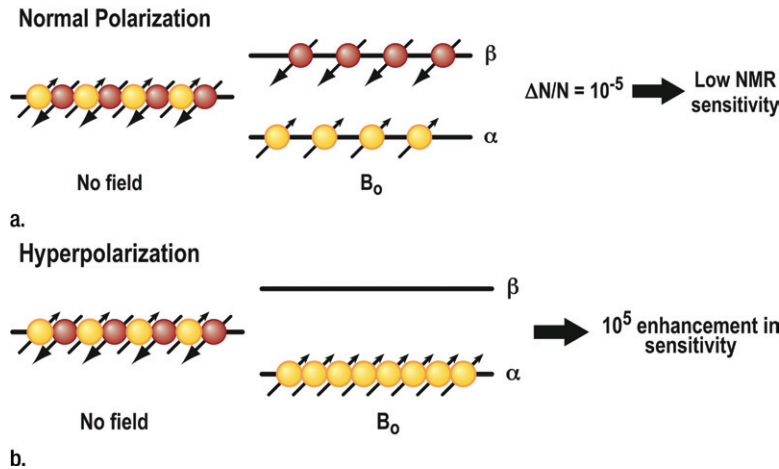 Normal Polarization
β
ΔN/N = 10⁻⁵
Low NMR
sensitivity
α
No field
Bₒ
a.
Hyperpolarization
β
10⁵ enhancement in
sensitivity
α
No field
Bₒ
b.